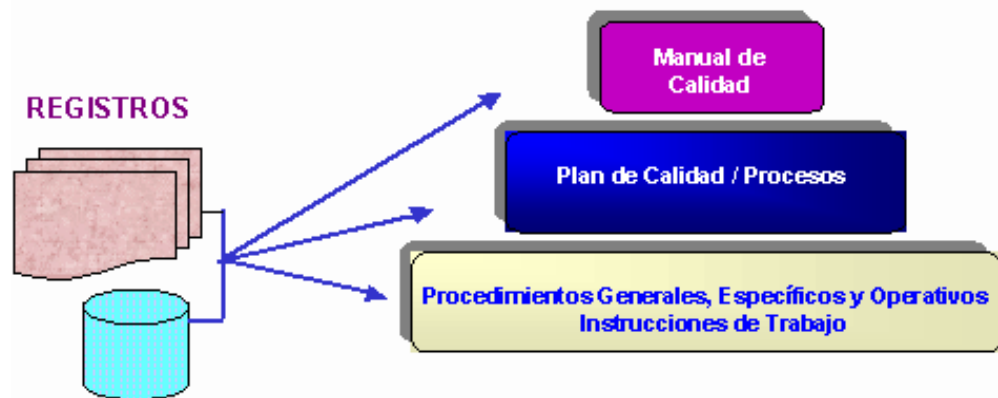 REGISTROS
Manual de
Calidad
Plan de Calidad / Procesos
Procedimientos Generales, Específicos y Operativos
Instrucciones de Trabajo